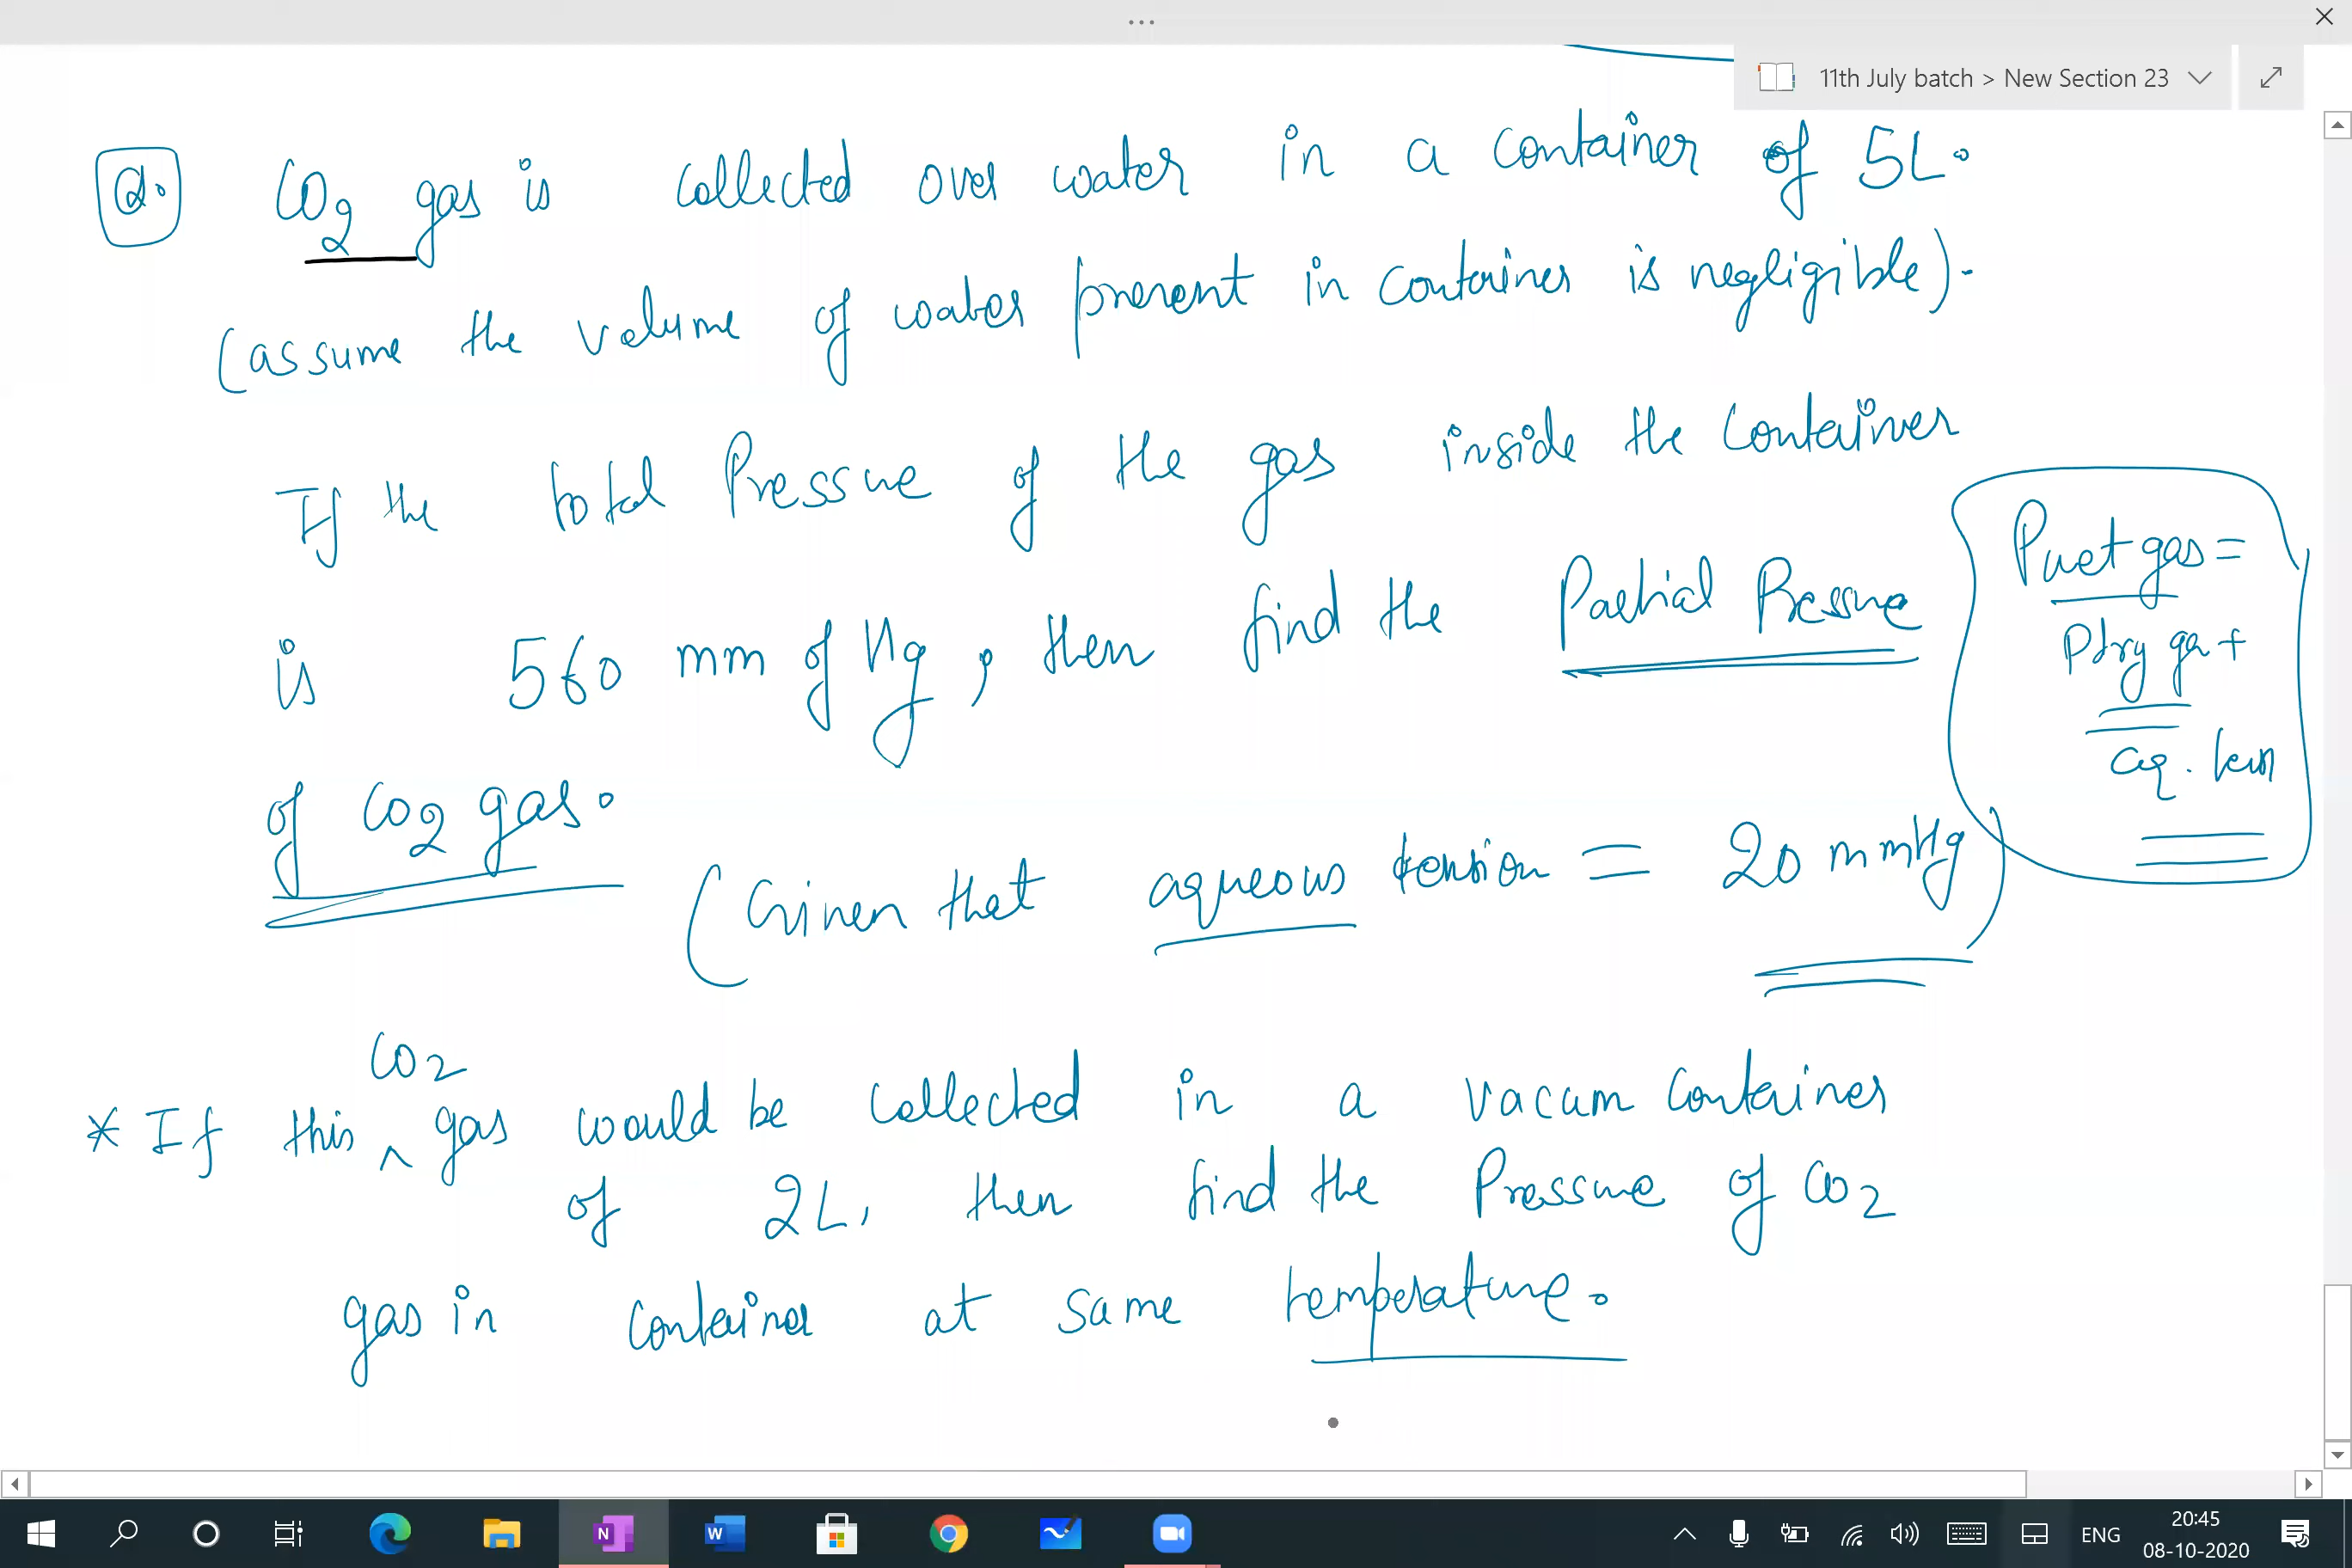 11th July batch > New Section 23
Q. CO2 gas is collected over water in a container of 5L.
(assume the volume of water present in container is negligible).
If the total Pressure of the gas inside the Container
is 560 mm of Hg, then find the Partial Pressure
of CO2 gas. (Given that aqueous tension = 20 mmHg)
Pwet gas =
Pdry gas +
aq. ten
CO2
* If this ^ gas would be collected in a vacum container
of 2L, then find the Pressure of CO2
gas in container at same temperature.
ENG
20:45
08-10-2020